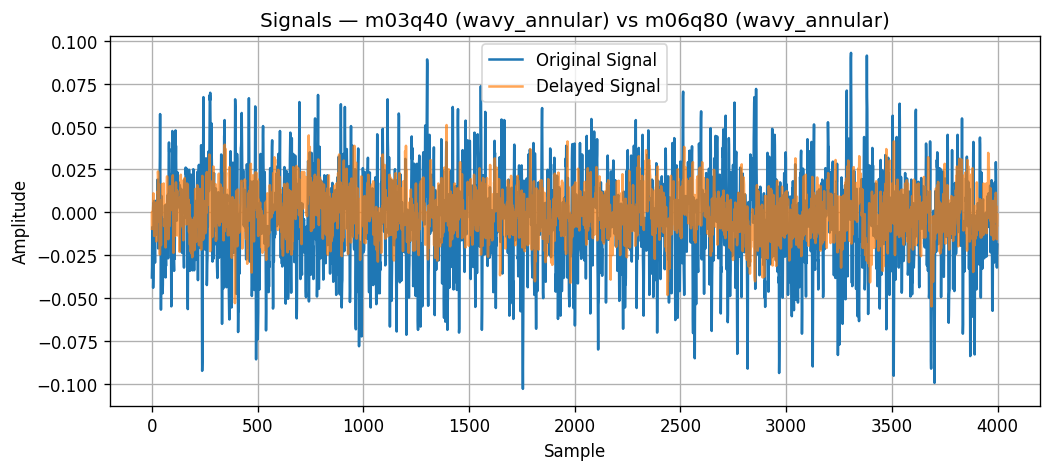 Signals — m03q40 (wavy_annular) vs m06q80 (wavy_annular)
Original Signal
Delayed Signal
0.100
0.075
0.050
0.025
0.000
−0.025
−0.050
−0.075
−0.100
Amplitude
0 500 1000 1500 2000 2500 3000 3500 4000
Sample